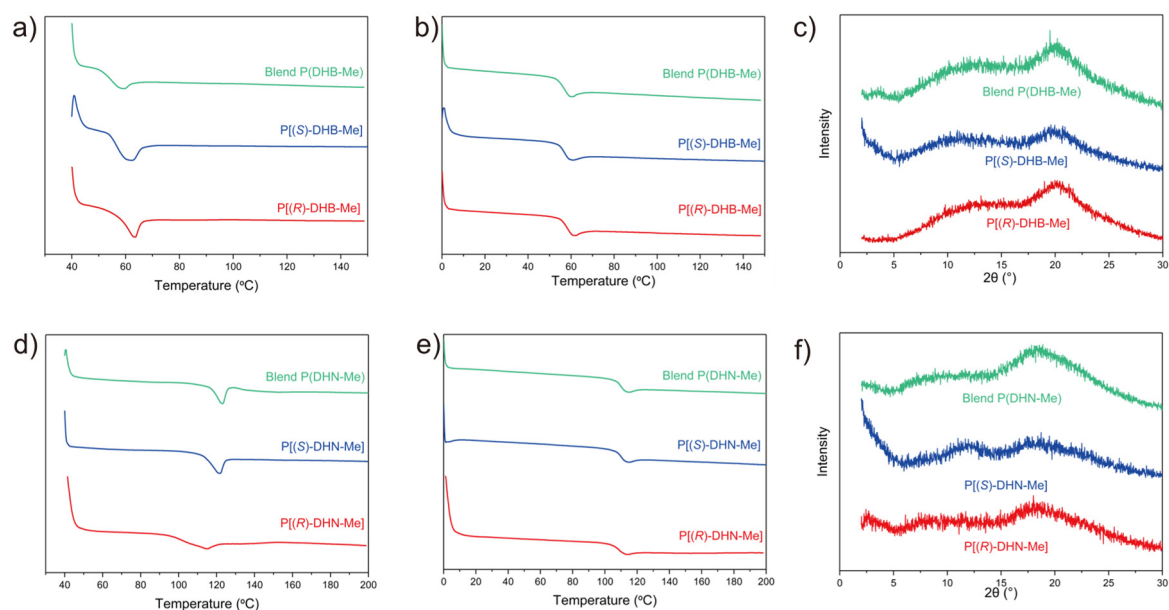 a)
Blend P(DHB-Me)
P[(S)-DHB-Me]
P[(R)-DHB-Me]
40 60 80 100 120 140
Temperature (ºC)
b)
Blend P(DHB-Me)
P[(S)-DHB-Me]
P[(R)-DHB-Me]
0 20 40 60 80 100 120 140
Temperature (ºC)
c)
Intensity
Blend P(DHB-Me)
P[(S)-DHB-Me]
P[(R)-DHB-Me]
0 5 10 15 20 25 30
2θ (°)
d)
Blend P(DHN-Me)
P[(S)-DHN-Me]
P[(R)-DHN-Me]
40 60 80 100 120 140 160 180 200
Temperature (ºC)
e)
Blend P(DHN-Me)
P[(S)-DHN-Me]
P[(R)-DHN-Me]
0 20 40 60 80 100 120 140 160 180 200
Temperature (ºC)
f)
Intensity
Blend P(DHN-Me)
P[(S)-DHN-Me]
P[(R)-DHN-Me]
0 5 10 15 20 25 30
2θ (°)